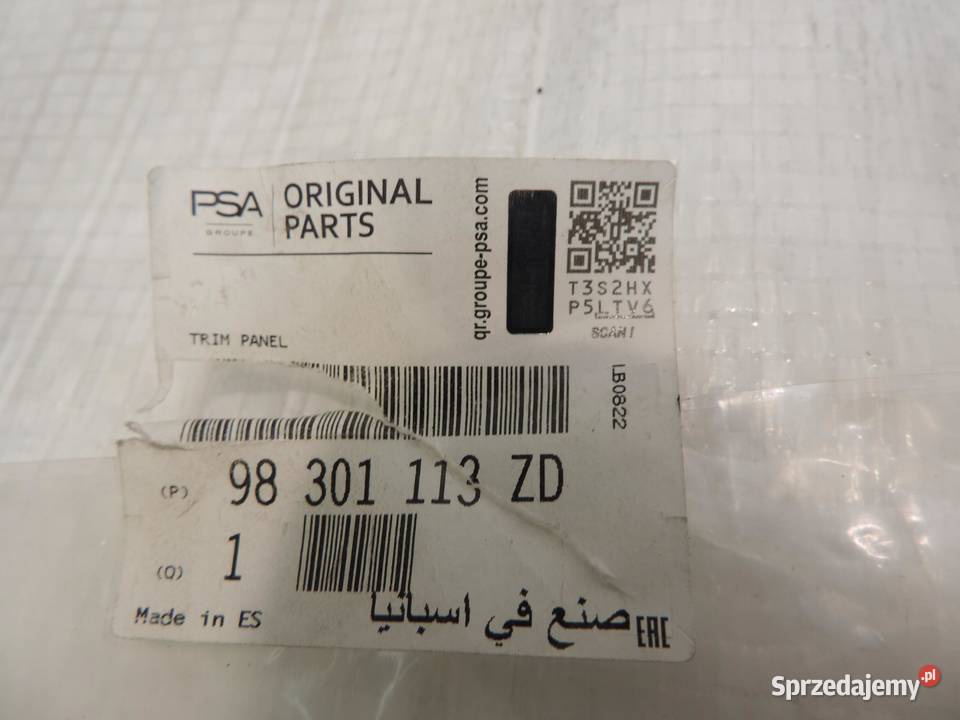 PSA
GROUPE
ORIGINAL
PARTS
qr.groupe-psa.com
T3S2HX
P5LTV6
SCAN!
TRIM PANEL
LB0822
(P) 98 301 113 ZD
(Q) 1
Made in ES
صنع في اسبانيا
EAC
Sprzedajemy.pl